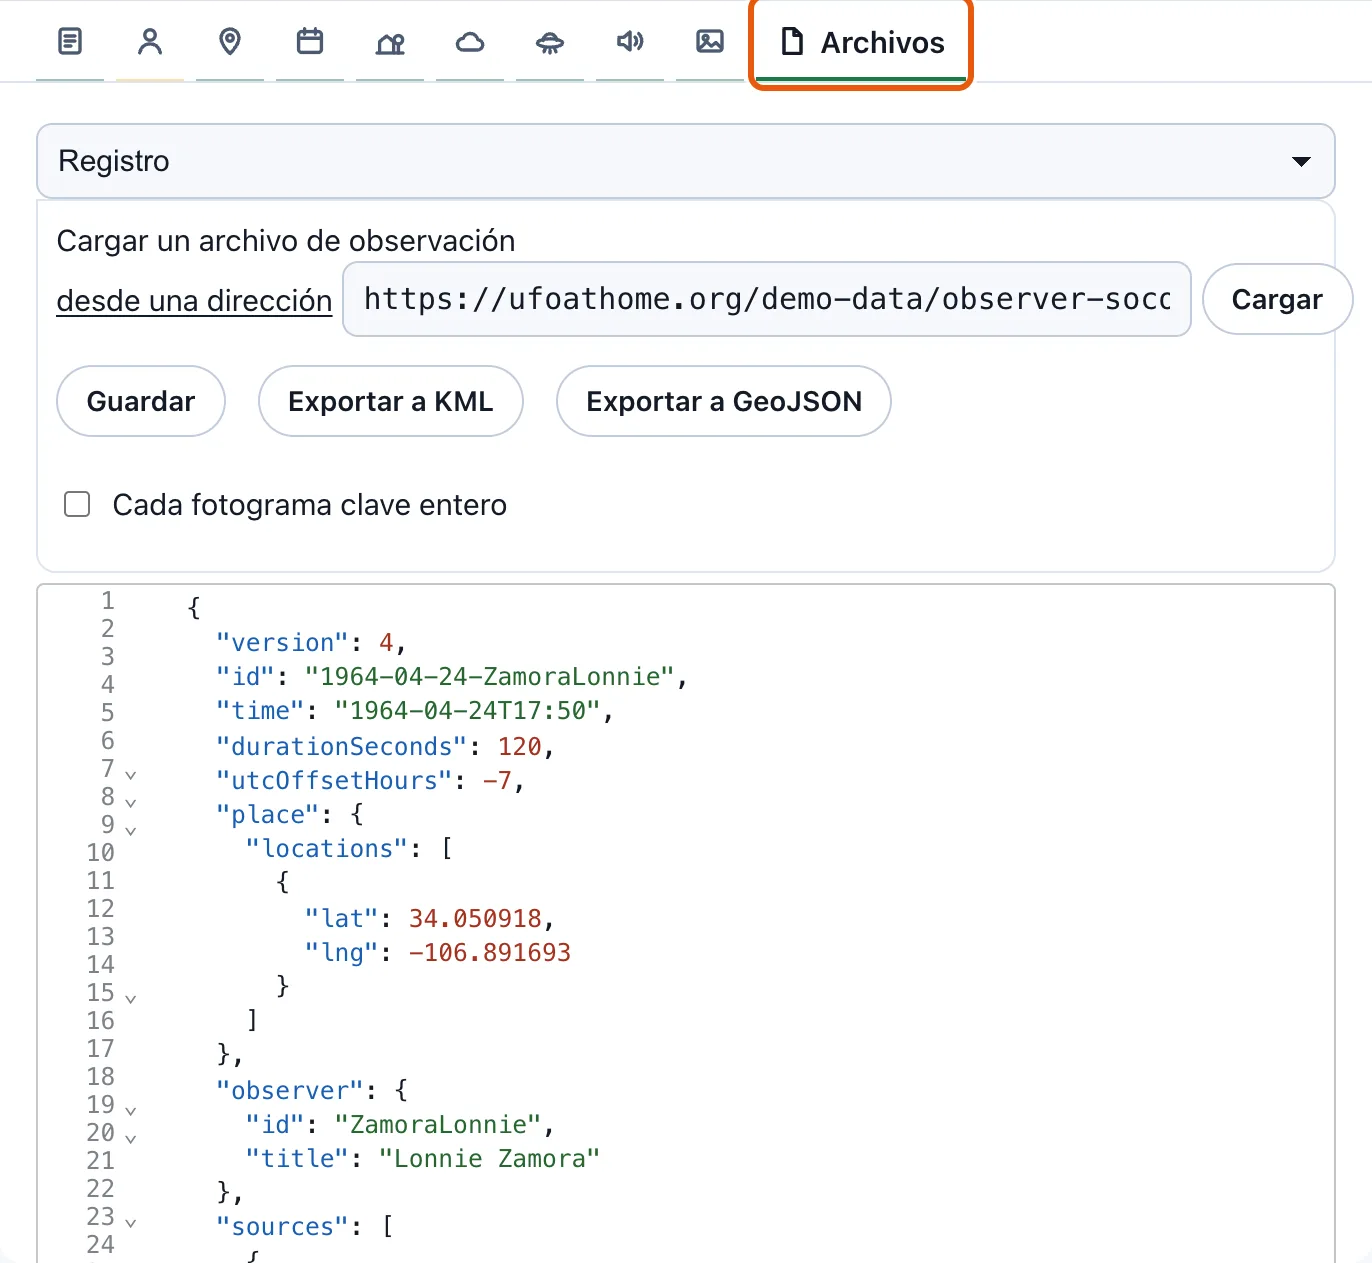 Archivos
Registro
Cargar un archivo de observación
desde una dirección https://ufoathome.org/demo-data/observer-soco Cargar
Guardar Exportar a KML Exportar a GeoJSON
Cada fotograma clave entero
1 {
2 "version": 4,
3 "id": "1964-04-24-ZamoraLonnie",
4 "time": "1964-04-24T17:50",
5 "durationSeconds": 120,
6 "utcOffsetHours": -7,
7 "place": {
8 "locations": [
9 {
10 "lat": 34.050918,
11 "lng": -106.891693
12 }
13 ]
14 },
15 "observer": {
16 "id": "ZamoraLonnie",
17 "title": "Lonnie Zamora"
18 },
19 "sources": [
20 {
21
22
23
24